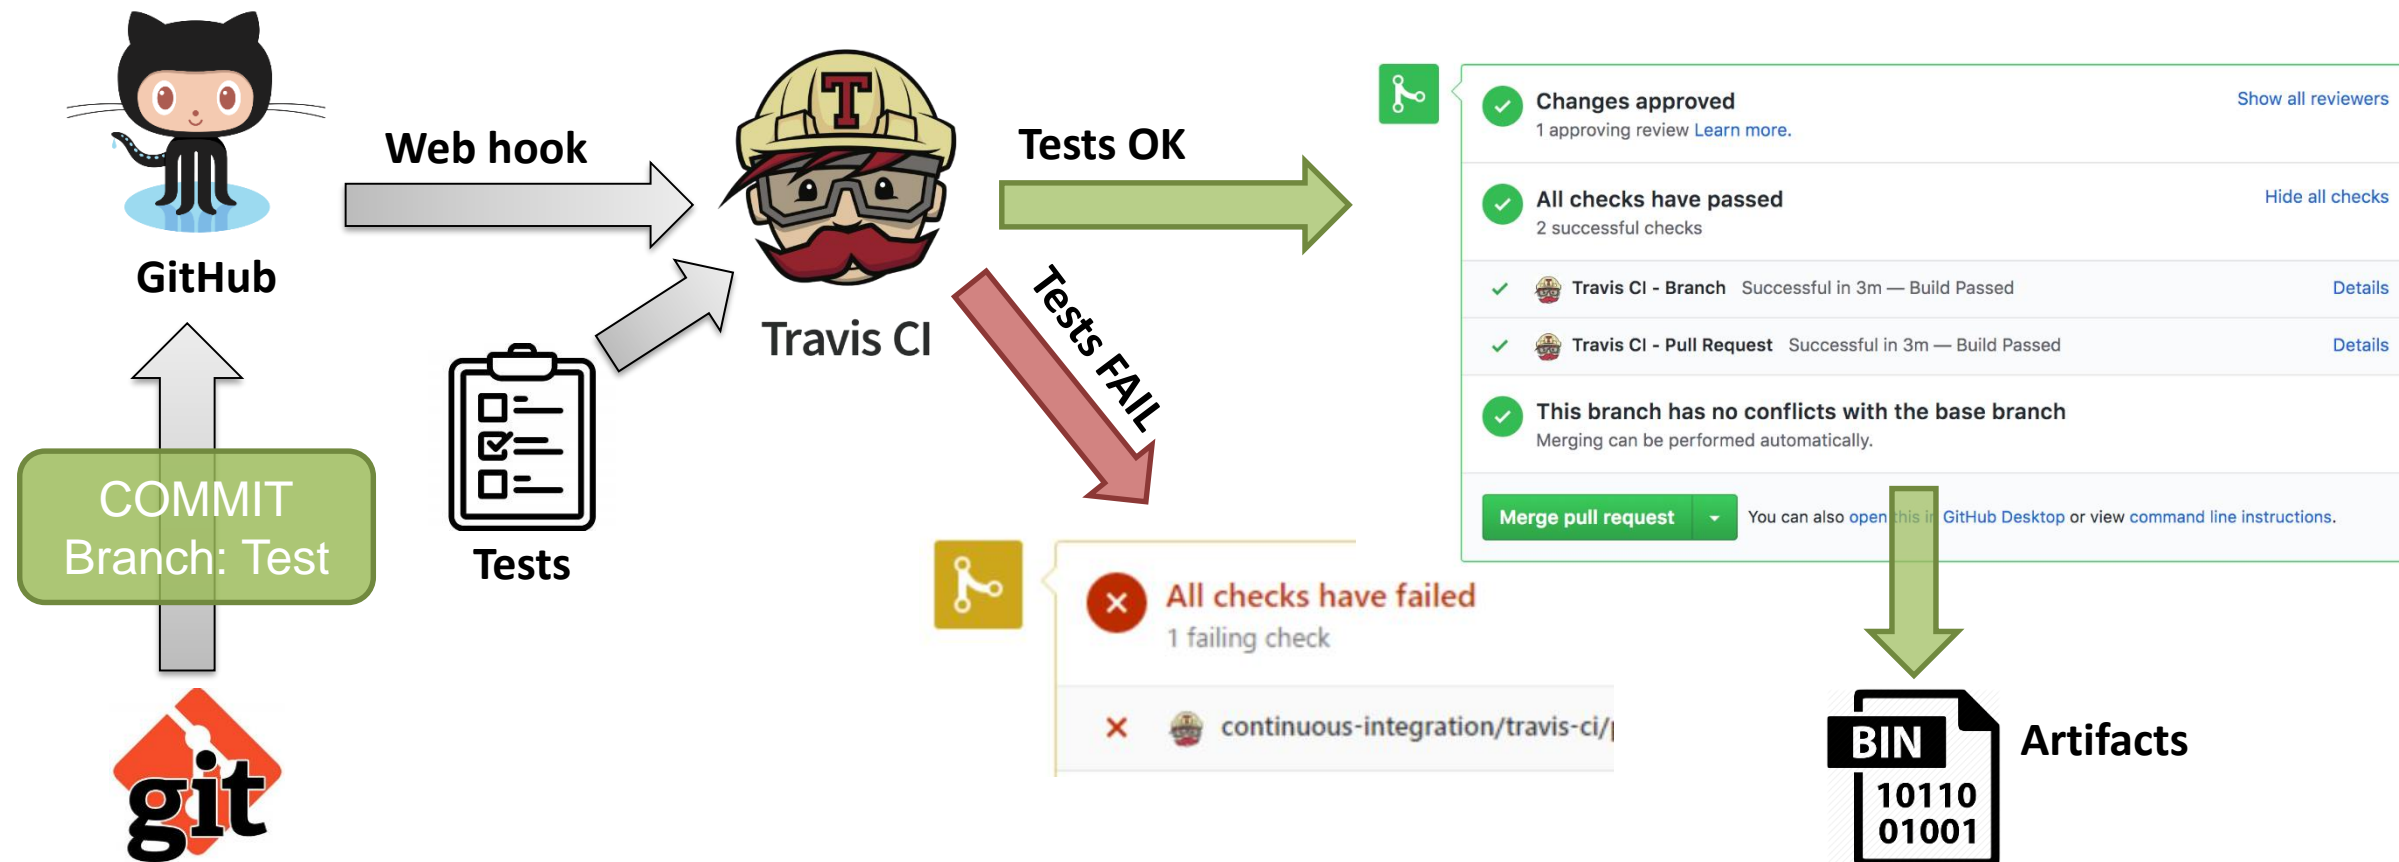 GitHub
Web hook
T
Travis CI
Tests OK
Tests FAIL
COMMIT
Branch: Test
git
Tests
Changes approved
Show all reviewers
1 approving review Learn more.
All checks have passed
Hide all checks
2 successful checks
Travis CI - Branch Successful in 3m — Build Passed
Details
Travis CI - Pull Request Successful in 3m — Build Passed
Details
This branch has no conflicts with the base branch
Merging can be performed automatically.
Merge pull request
You can also open this in GitHub Desktop or view command line instructions.
All checks have failed
1 failing check
continuous-integration/travis-ci/
BIN
10110
01001
Artifacts